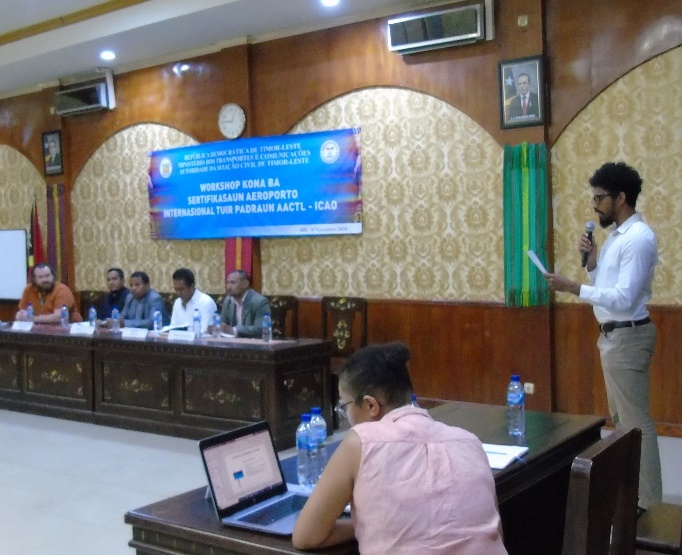 REPÚBLICA DEMOCRATICA DE TIMOR-LESTE
MINISTÉRIO DOS TRANSPORTES E COMUNICAÇÕES
AUTORIDADE DA AVIAÇÃO CIVIL DE TIMOR-LESTE
WORKSHOP KONA BA
SERTIFIKASAUN AEROPORTO
INTERNASIONAL TUIR PADRAUN AACTL - ICAO